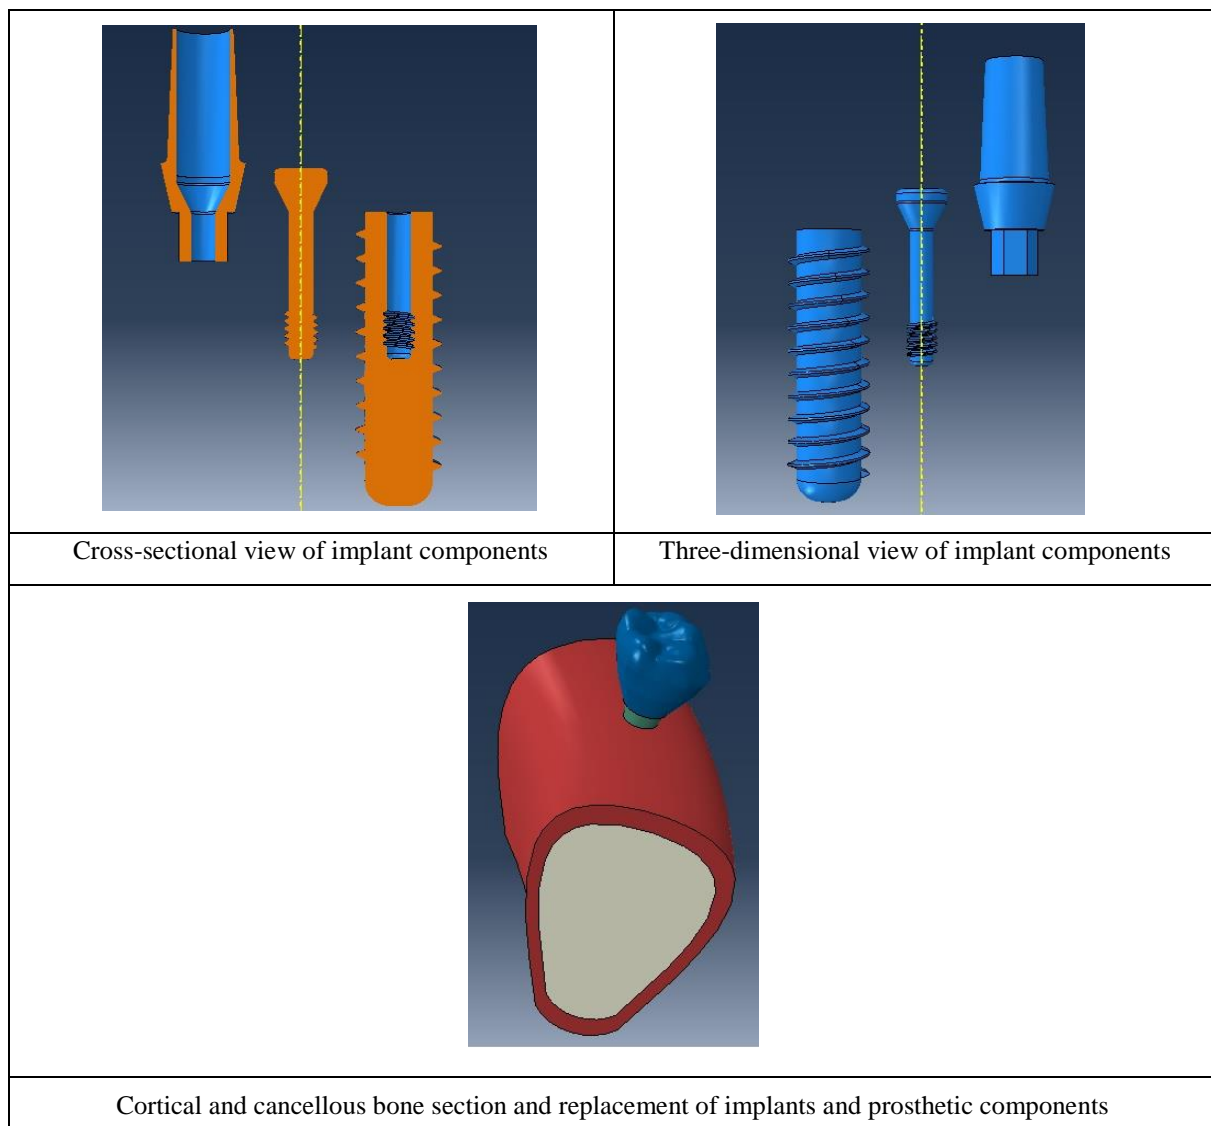 Cross-sectional view of implant components
Three-dimensional view of implant components
Cortical and cancellous bone section and replacement of implants and prosthetic components